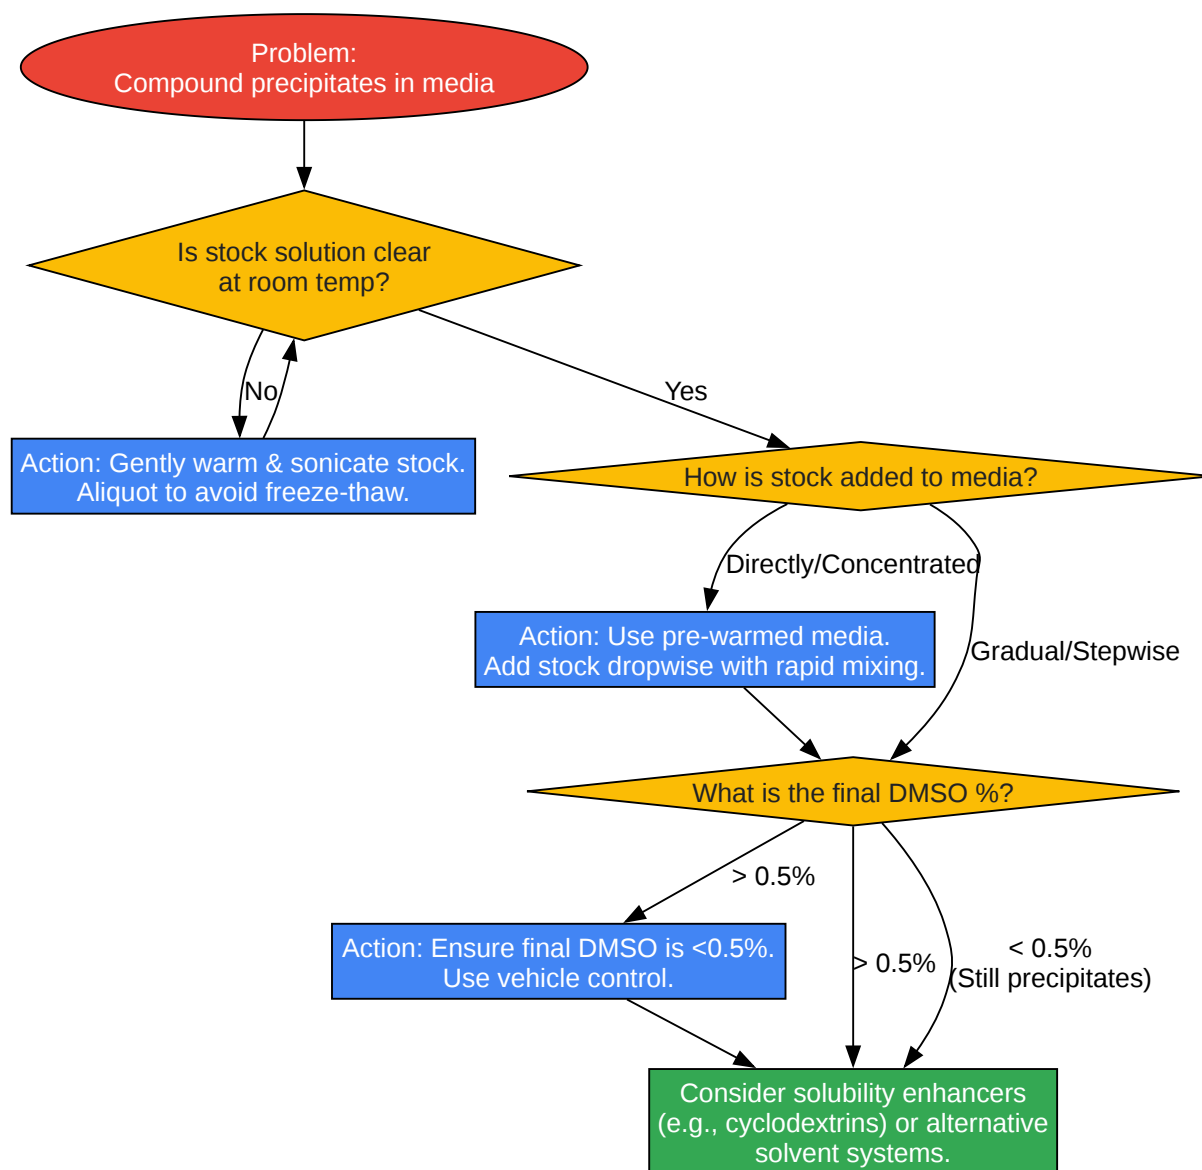 Problem:
Compound precipitates in media
Is stock solution clear
at room temp?
No
Yes
Action: Gently warm & sonicate stock.
Aliquot to avoid freeze-thaw.
How is stock added to media?
Directly/Concentrated
Action: Use pre-warmed media.
Add stock dropwise with rapid mixing.
Gradual/Stepwise
What is the final DMSO %?
> 0.5%
Action: Ensure final DMSO is <0.5%.
Use vehicle control.
> 0.5%
< 0.5%
(Still precipitates)
Consider solubility enhancers
(e.g., cyclodextrins) or alternative
solvent systems.